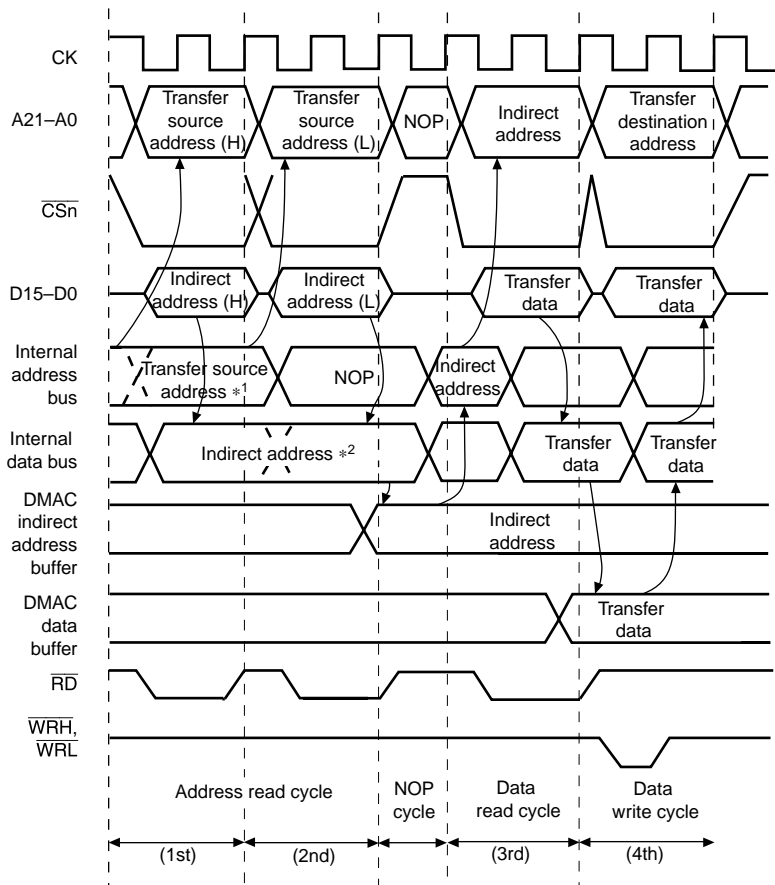 CK
A21–A0
Transfer source address (H)
Transfer source address (L)
NOP
Indirect address
Transfer destination address
CSn
D15–D0
Indirect address (H)
Indirect address (L)
Transfer data
Transfer data
Internal address bus
Transfer source address *1
NOP
Indirect address
Internal data bus
Indirect address *2
Transfer data
Transfer data
DMAC indirect address buffer
Indirect address
DMAC data buffer
Transfer data
RD
WRH,
WRL
Address read cycle
NOP cycle
Data read cycle
Data write cycle
(1st)
(2nd)
(3rd)
(4th)